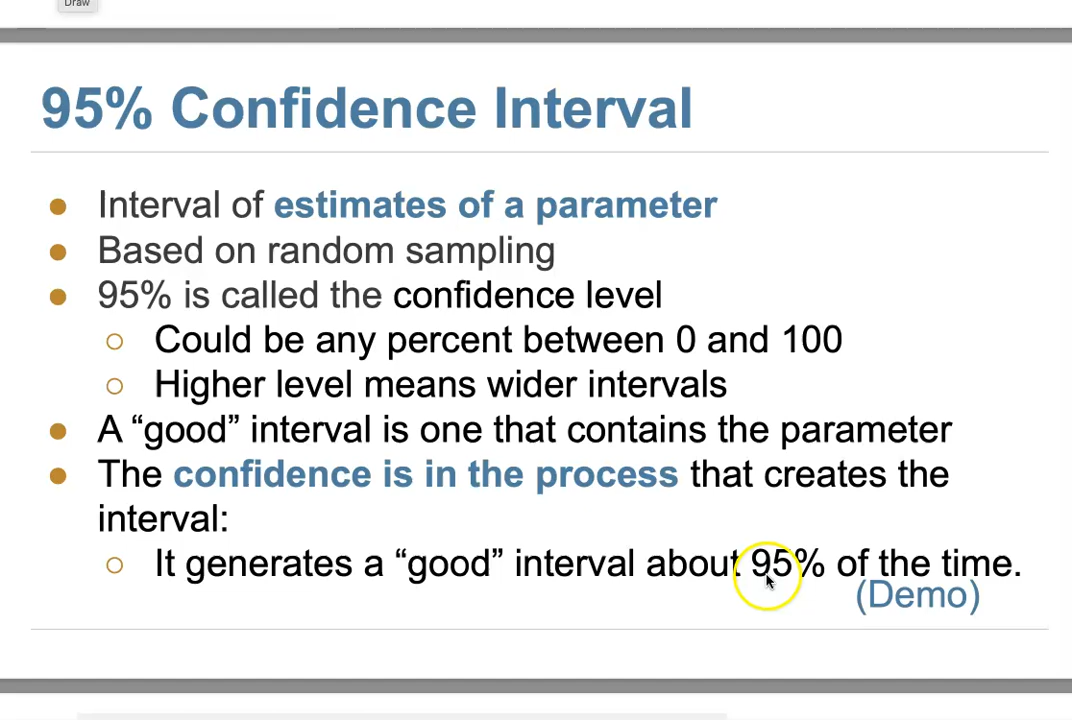 Draw
95% Confidence Interval
● Interval of estimates of a parameter
● Based on random sampling
● 95% is called the confidence level
○ Could be any percent between 0 and 100
○ Higher level means wider intervals
● A “good” interval is one that contains the parameter
● The confidence is in the process that creates the
interval:
○ It generates a “good” interval about 95% of the time.
(Demo)